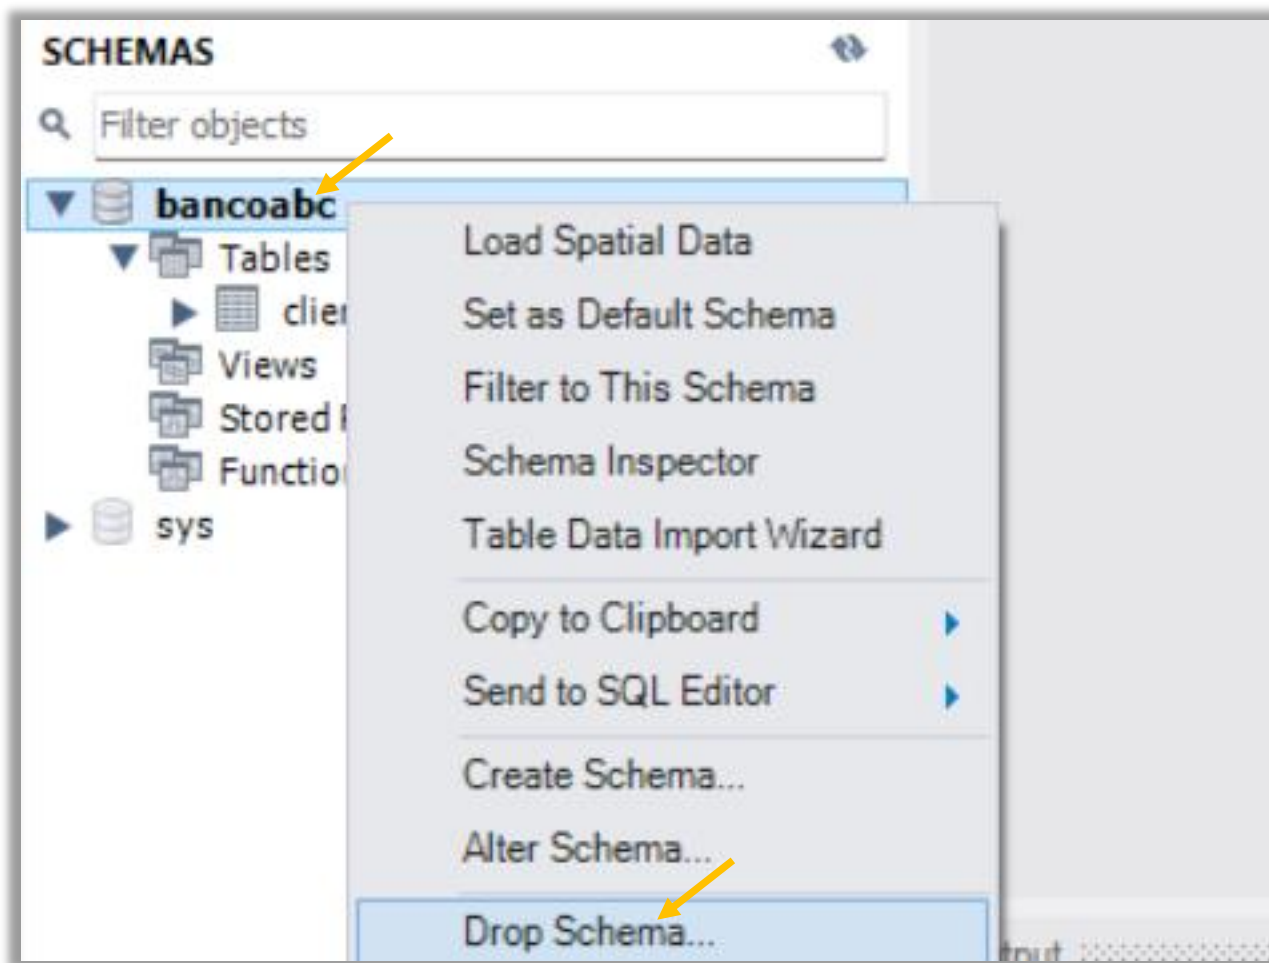 SCHEMAS
Filter objects
bancoabc
Tables
Views
Stored
sys
Load Spatial Data
Set as Default Schema
Filter to This Schema
Schema Inspector
Table Data Import Wizard
Copy to Clipboard
Send to SQL Editor
Create Schema...
Alter Schema...
Drop Schema...